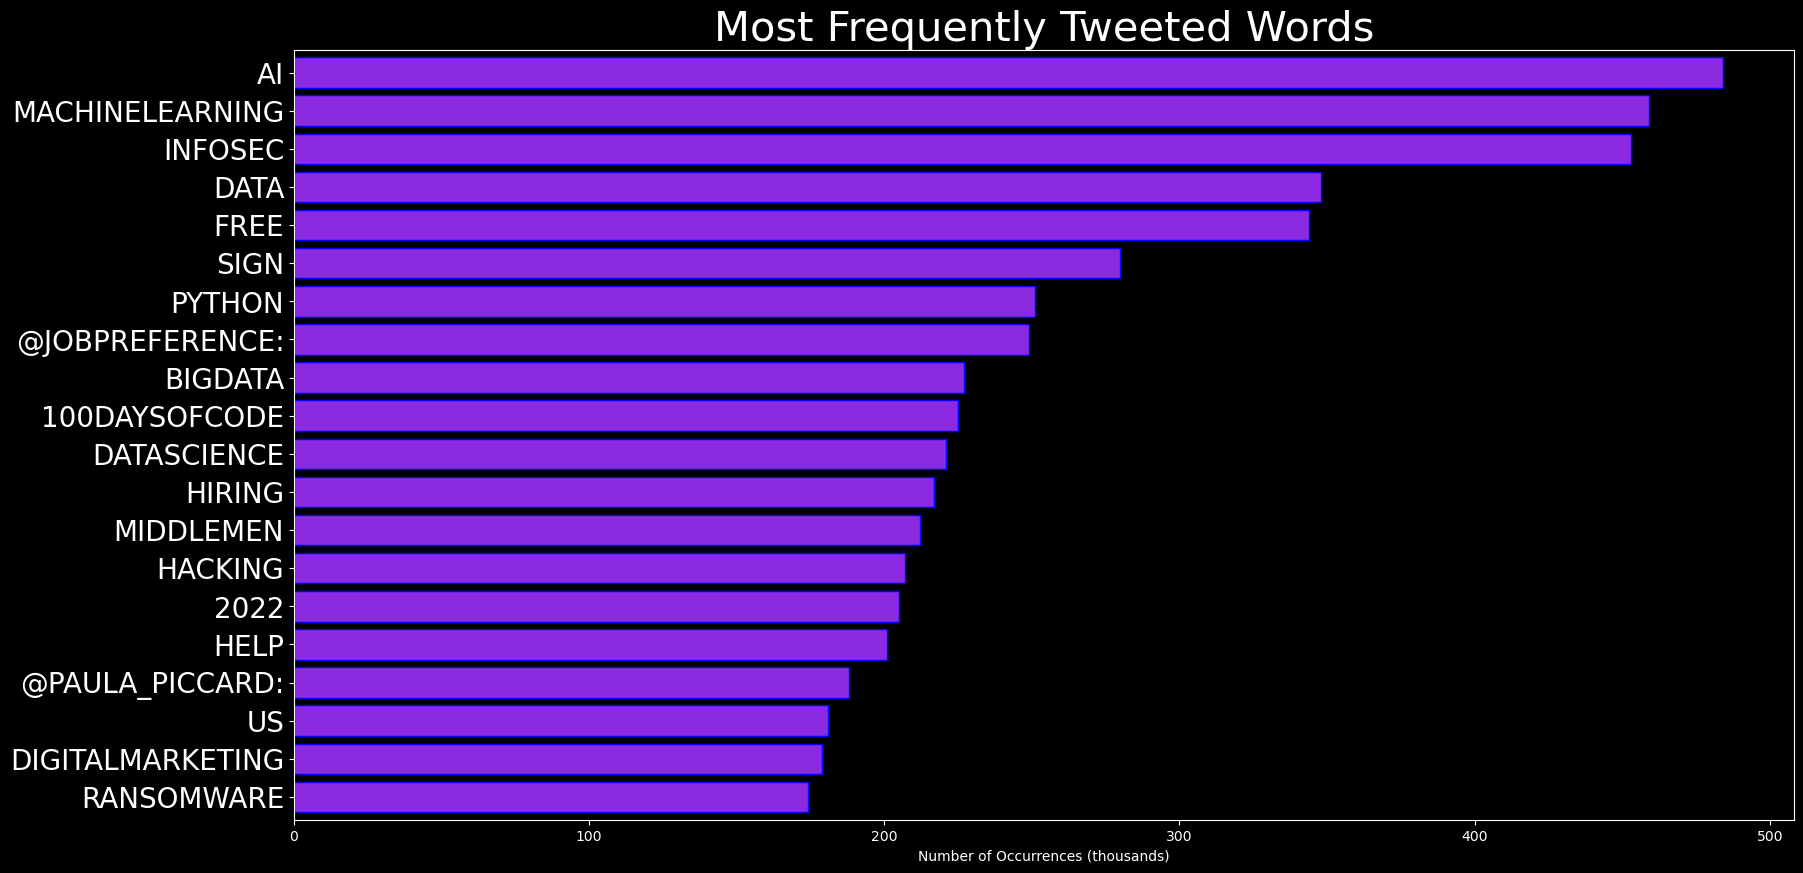 Most Frequently Tweeted Words
AI
MACHINELEARNING
INFOSEC
DATA
FREE
SIGN
PYTHON
@JOBPREFERENCE:
BIGDATA
100DAYSOFCODE
DATASCIENCE
HIRING
MIDDLEMEN
HACKING
2022
HELP
@PAULA_PICCARD:
US
DIGITALMARKETING
RANSOMWARE
0 100 200 300 400 500
Number of Occurrences (thousands)